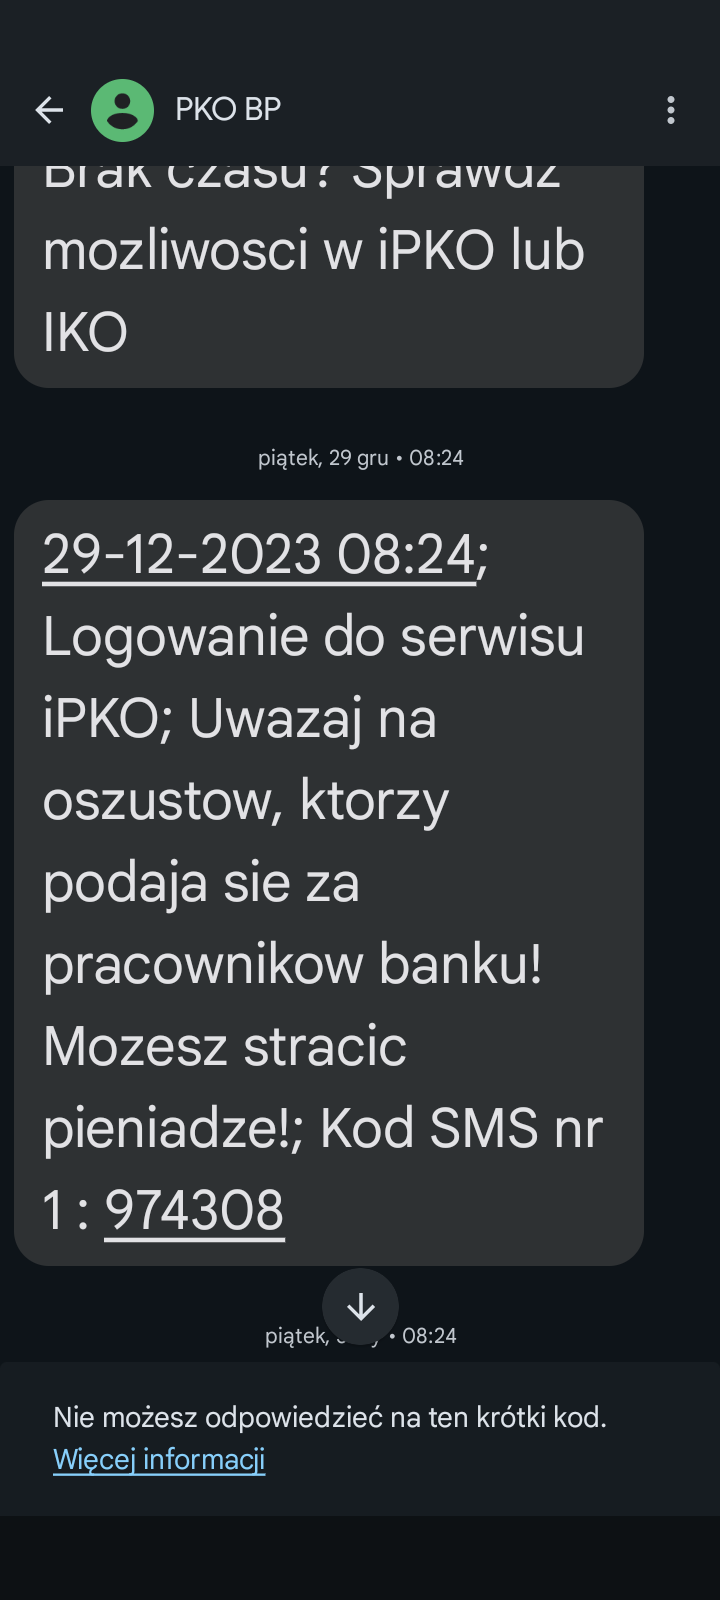 PKO BP
Brak czasu? Sprawdz
mozliwosci w iPKO lub
IKO
piątek, 29 gru • 08:24
29-12-2023 08:24;
Logowanie do serwisu
iPKO; Uwazaj na
oszustow, ktorzy
podaja sie za
pracownikow banku!
Mozesz stracic
pieniadze!; Kod SMS nr
1 : 974308
piątek, • 08:24
Nie możesz odpowiedzieć na ten krótki kod.
Więcej informacji